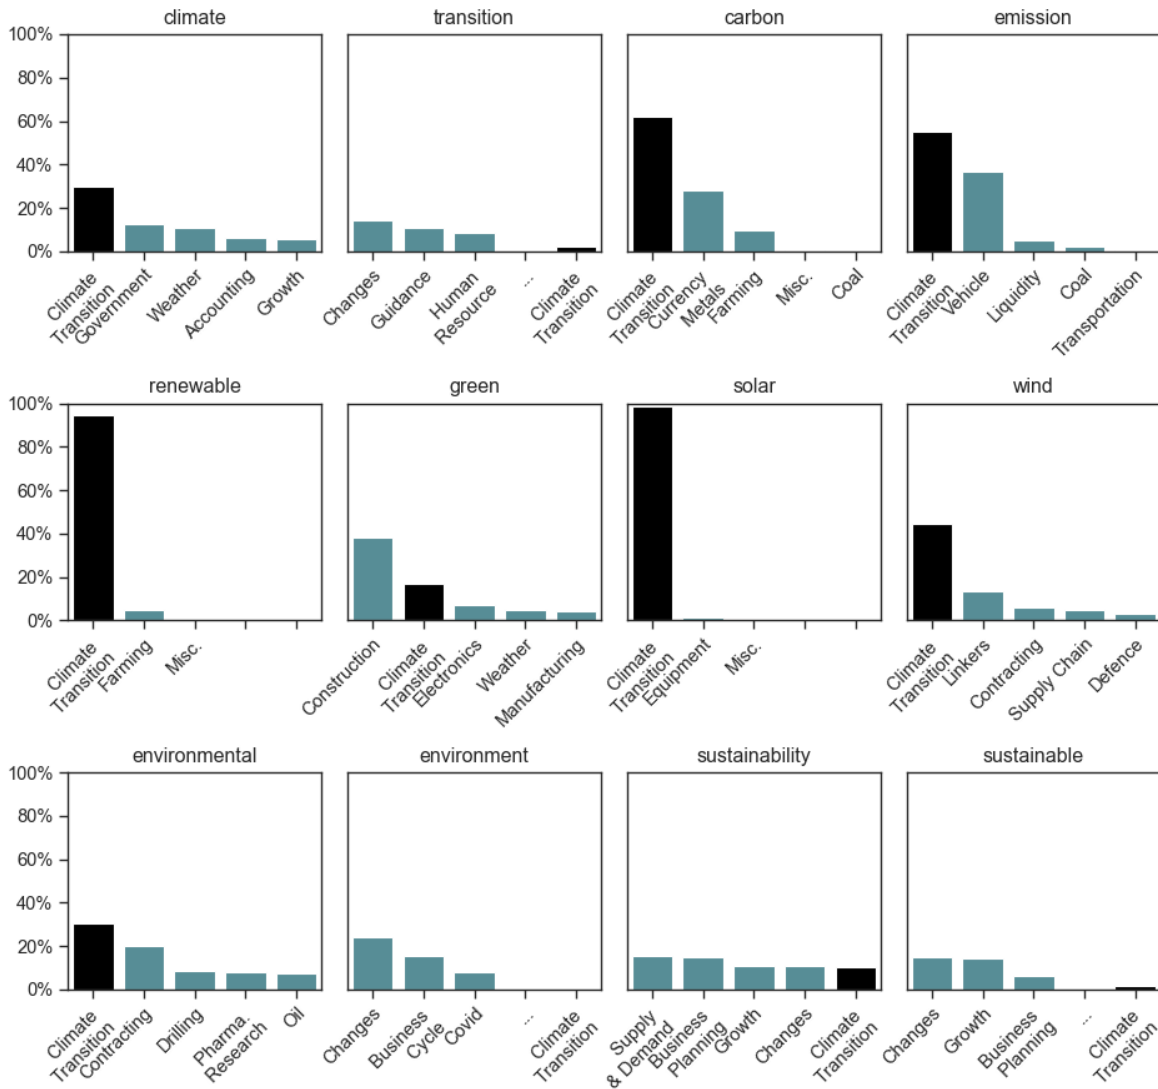 climate
transition
carbon
emission
100%
80%
60%
40%
20%
0%
Climate
Transition
Government
Weather
Accounting
Growth
Changes
Guidance
Human
Resource
...
Climate
Transition
Climate
Transition
Currency
Metals
Farming
Misc.
Coal
Climate
Transition
Vehicle
Liquidity
Coal
Transportation
renewable
green
solar
wind
100%
80%
60%
40%
20%
0%
Climate
Transition
Farming
Misc.
Construction
Climate
Transition
Electronics
Weather
Manufacturing
Climate
Transition
Equipment
Misc.
Climate
Transition
Linkers
Contracting
Supply Chain
Defence
environmental
environment
sustainability
sustainable
100%
80%
60%
40%
20%
0%
Climate
Transition
Contracting
Drilling
Pharma.
Research
Oil
Changes
Business
Cycle
Covid
...
Climate
Transition
Supply
& Demand
Business
Planning
Growth
Changes
Climate
Transition
Changes
Growth
Business
Planning
...
Climate
Transition